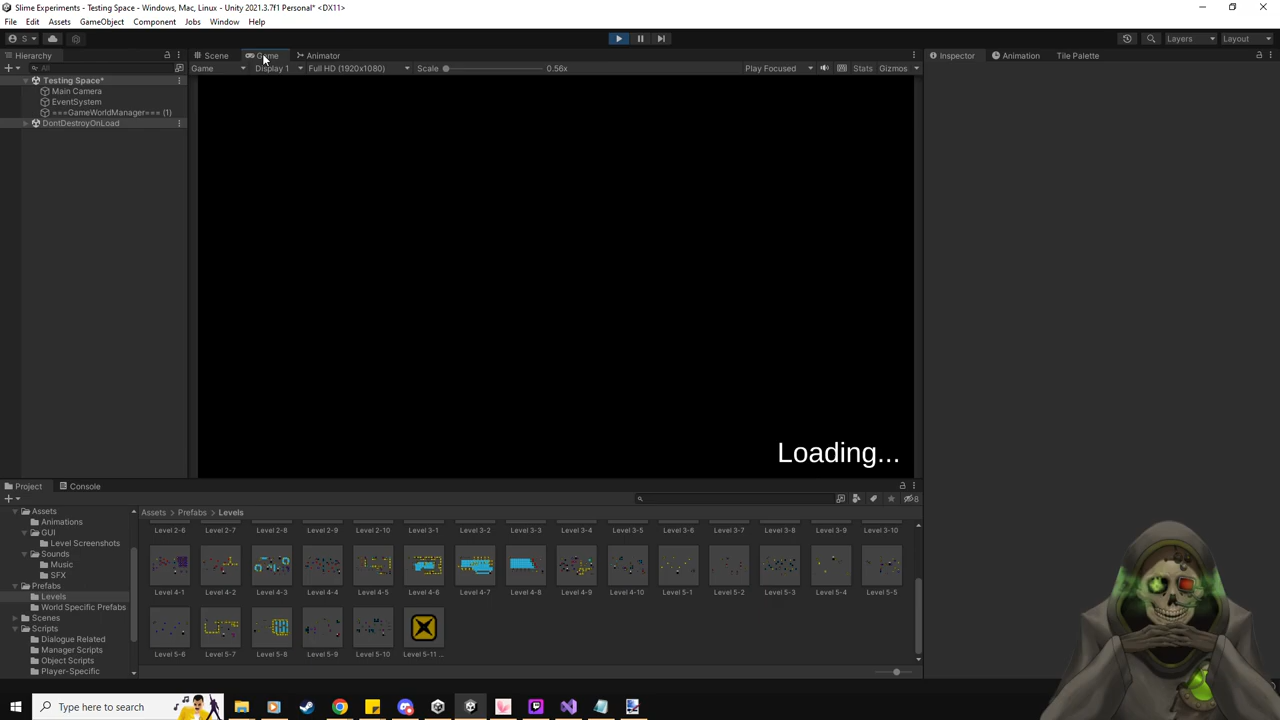 Slime Experiments - Testing Space - Windows, Mac, Linux - Unity 2021.3.7f1 Personal* <DX11>
File Edit Assets GameObject Component Jobs Window Help
S Layers Layout
Hierarchy Scene Game Animator Inspector Animation Tile Palette
All Game Display 1 Full HD (1920x1080) Scale 0.56x Play Focused Stats Gizmos
Testing Space*
Main Camera
EventSystem
===GameWorldManager=== (1)
DontDestroyOnLoad
Loading...
Project Console
8
Assets Assets > Prefabs > Levels
Animations
GUI
Level Screenshots
Sounds
Music
SFX
Prefabs
Levels
World Specific Prefabs
Scenes
Scripts
Dialogue Related
Manager Scripts
Object Scripts
Player-Specific
Level 2-6 Level 2-7 Level 2-8 Level 2-9 Level 2-10 Level 3-1 Level 3-2 Level 3-3 Level 3-4 Level 3-5 Level 3-6 Level 3-7 Level 3-8 Level 3-9 Level 3-10
Level 4-1 Level 4-2 Level 4-3 Level 4-4 Level 4-5 Level 4-6 Level 4-7 Level 4-8 Level 4-9 Level 4-10 Level 5-1 Level 5-2 Level 5-3 Level 5-4 Level 5-5
Level 5-6 Level 5-7 Level 5-8 Level 5-9 Level 5-10 Level 5-11 ...
Type here to search